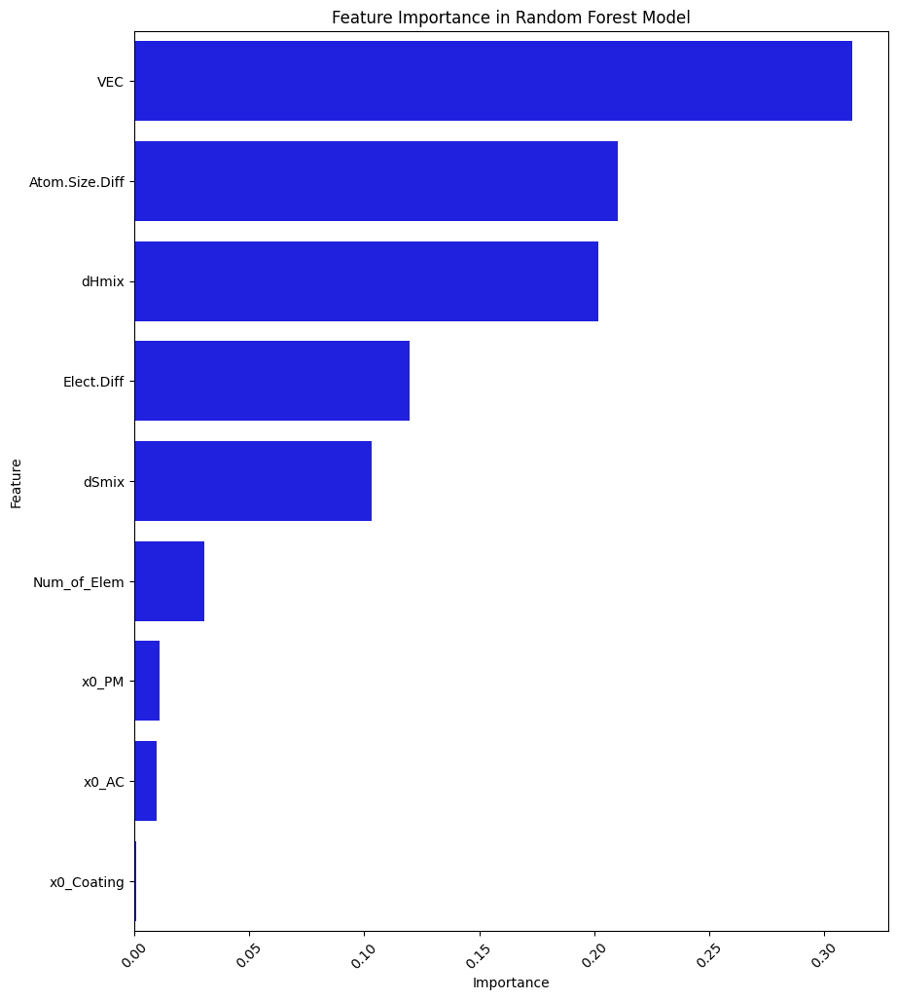 Feature Importance in Random Forest Model
VEC
Atom.Size.Diff
dHmix
Elect.Diff
dSmix
Num_of_Elem
x0_PM
x0_AC
x0_Coating
Feature
0.00
0.05
0.10
0.15
0.20
0.25
0.30
Importance